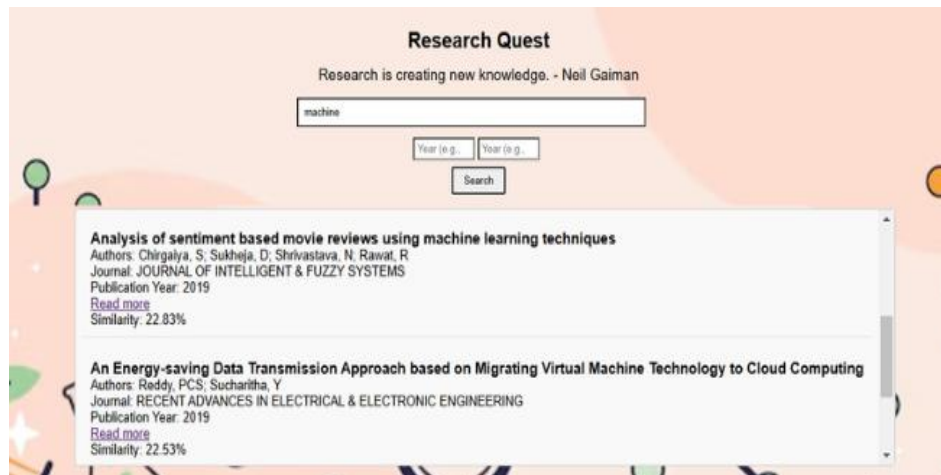 Research Quest
Research is creating new knowledge. - Neil Gaiman
machine
Year (e.g., Year (e.g.,
Search
Analysis of sentiment based movie reviews using machine learning techniques
Authors: Chirgaiya, S; Sukheja, D; Shrivastava, N; Rawat, R
Journal: JOURNAL OF INTELLIGENT & FUZZY SYSTEMS
Publication Year: 2019
Read more
Similarity: 22.83%
An Energy-saving Data Transmission Approach based on Migrating Virtual Machine Technology to Cloud Computing
Authors: Reddy, PCS; Sucharitha, Y
Journal: RECENT ADVANCES IN ELECTRICAL & ELECTRONIC ENGINEERING
Publication Year: 2019
Read more
Similarity: 22.53%